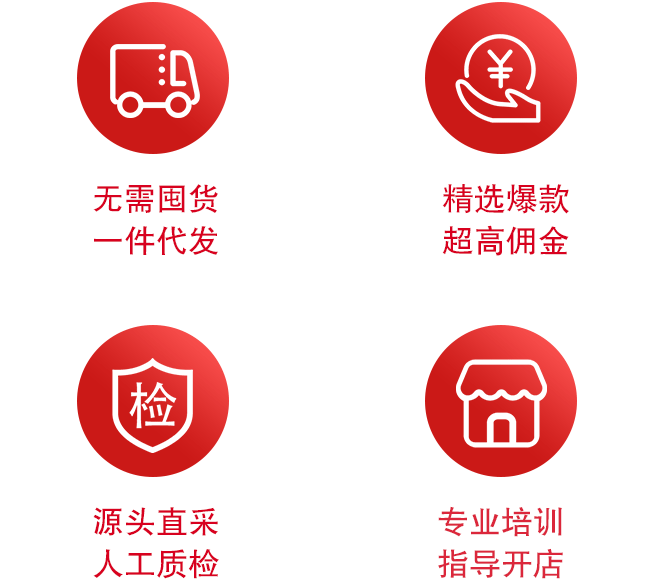 无需囤货
一件代发
¥
精选爆款
超高佣金
检
源头直采
人工质检
专业培训
指导开店